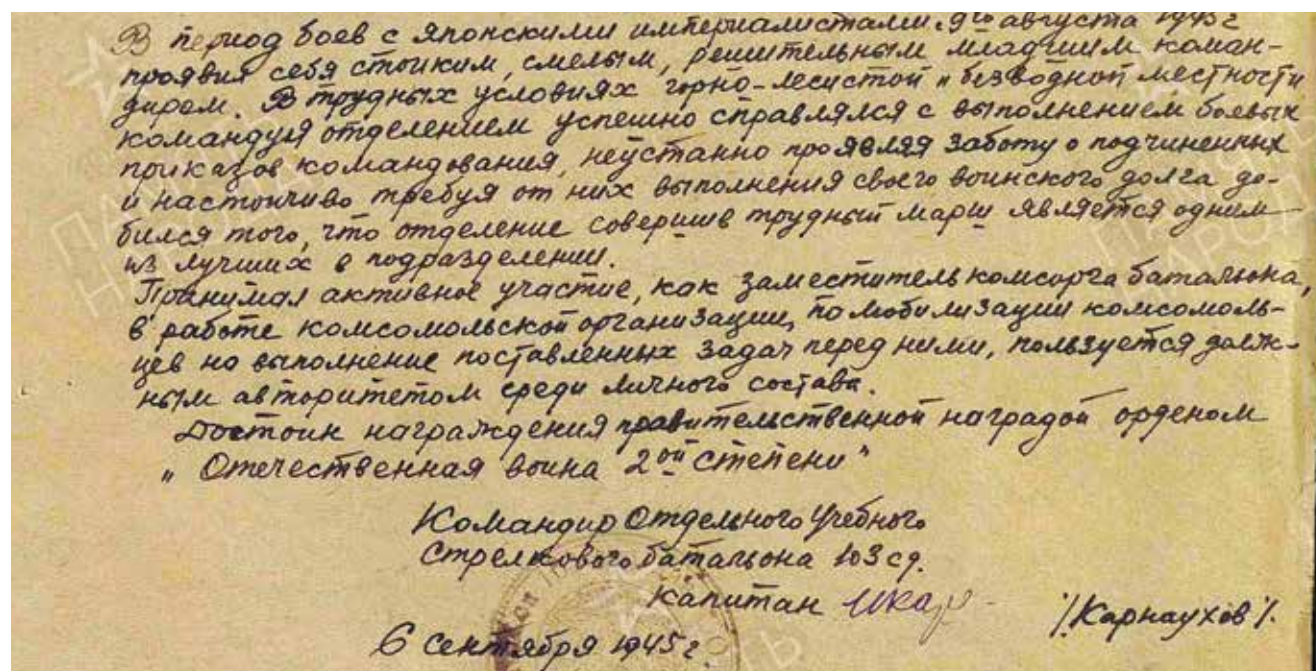 В период боев с японскими империалистами 9го августа 1945г
проявил себя стоиким, смелым, решительным младшим коман-
диром. В трудных условиях горно-лесистой и безводной местности
командуя отделением успешно справлялся с выполнением боевых
приказов командования, неустанно проявляя заботу о подчиненных
и настойчиво требуя от них выполнения своего воинского долга до-
бился того, что отделение совершив трудный марш является одним
из лучших в подразделении.
Принимал активное участие, как заместитель комсорга батальона,
в работе комсомольской организации, по мобилизации комсомоль-
цев на выполнение поставленных задач перед ними, пользуется долж-
ным авторитетом среди личного состава.
Достоин награждения правительственной наградой орденом
"Отечественная воина 2ой степени"
Командир Отдельного Учебного
Стрелкового батальона 103 сд.
капитан
/.Карнаухов/.
6 сентября 1945г.